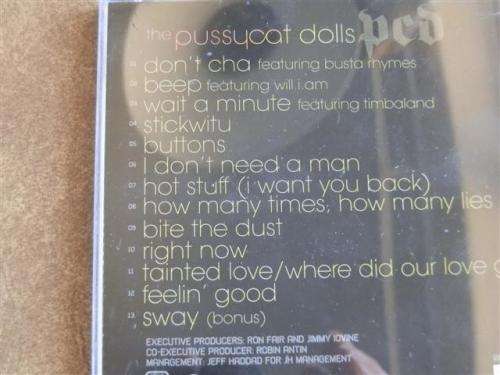 the pussycat dolls pcd
01 don't cha featuring busta rhymes
02 beep featuring will.i.am
03 wait a minute featuring timbaland
04 stickwitu
05 buttons
06 I don't need a man
07 hot stuff (i want you back)
08 how many times, how many lies
09 bite the dust
10 right now
11 tainted love/where did our love
12 feelin' good
13 sway (bonus)
EXECUTIVE PRODUCERS: RON FAIR AND JIMMY IOVINE
CO-EXECUTIVE PRODUCER: ROBIN ANTIN
MANAGEMENT: JEFF HADDAD FOR JH MANAGEMENT